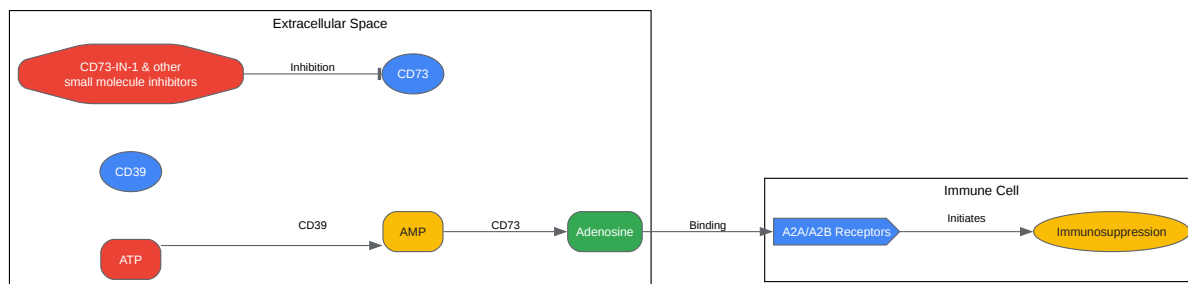 Extracellular Space
CD73-IN-1 & other
small molecule inhibitors
Inhibition
CD73
CD39
ATP
CD39
AMP
CD73
Adenosine
Binding
Immune Cell
A2A/A2B Receptors
Initiates
Immunosuppression